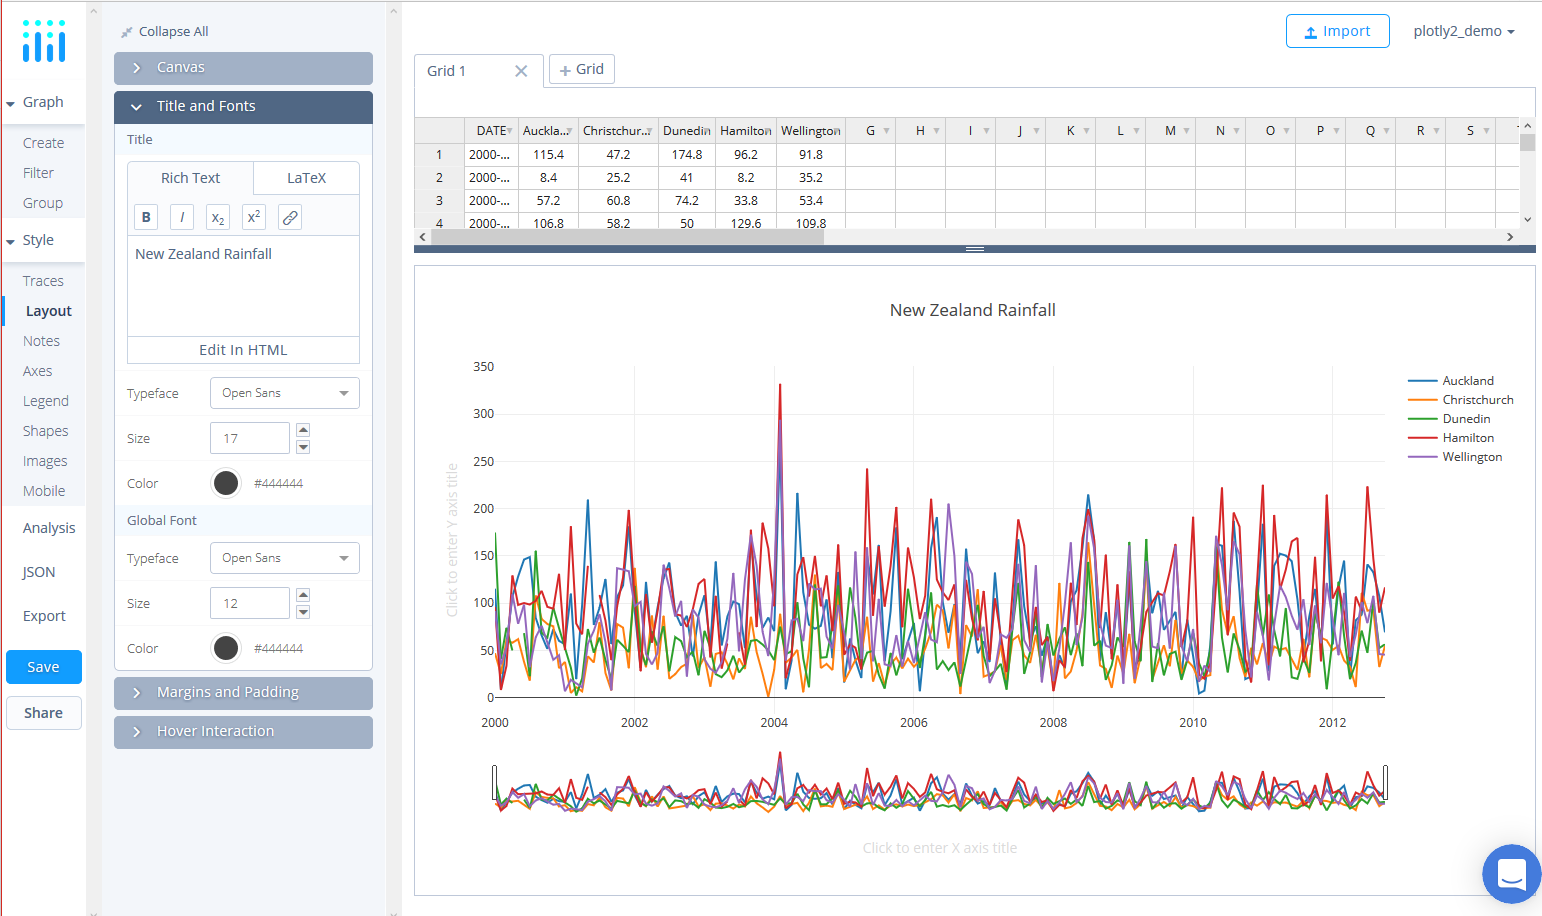 Graph
Create
Filter
Group
Style
Traces
Layout
Notes
Axes
Legend
Shapes
Images
Mobile
Analysis
JSON
Export
Save
Share
Collapse All
Canvas
Title and Fonts
Title
Rich Text LaTeX
B I x2 x2
New Zealand Rainfall
Edit In HTML
Typeface Open Sans
Size 17
Color #444444
Global Font
Typeface Open Sans
Size 12
Color #444444
Margins and Padding
Hover Interaction
Import plotly2_demo
Grid 1 + Grid
DATE Auckla... Christchur... Dunedin Hamilton Wellington G H I J K L M N O P Q R S
1 2000-... 115.4 47.2 174.8 96.2 91.8
2 2000-... 8.4 25.2 41 8.2 35.2
3 2000-... 57.2 60.8 74.2 33.8 53.4
4 2000-... 106.8 58.2 50 129.6 109.8
New Zealand Rainfall
350
300
250
200
150
100
50
0
Click to enter Y axis title
2000 2002 2004 2006 2008 2010 2012
Auckland
Christchurch
Dunedin
Hamilton
Wellington
Click to enter X axis title